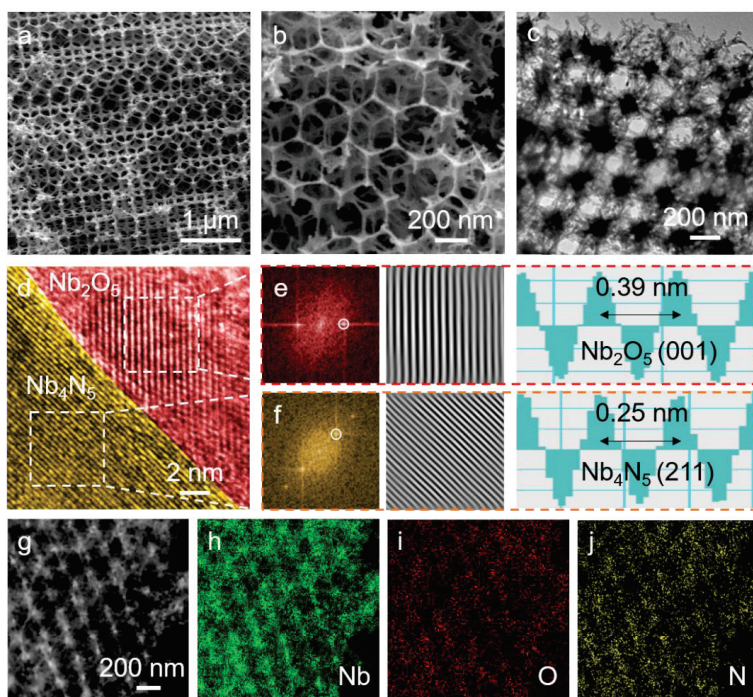 a
1 μm
b
200 nm
c
200 nm
d
Nb₂O₅
Nb₄N₅
2 nm
e
0.39 nm
Nb₂O₅ (001)
f
0.25 nm
Nb₄N₅ (211)
g
200 nm
h
Nb
i
O
j
N